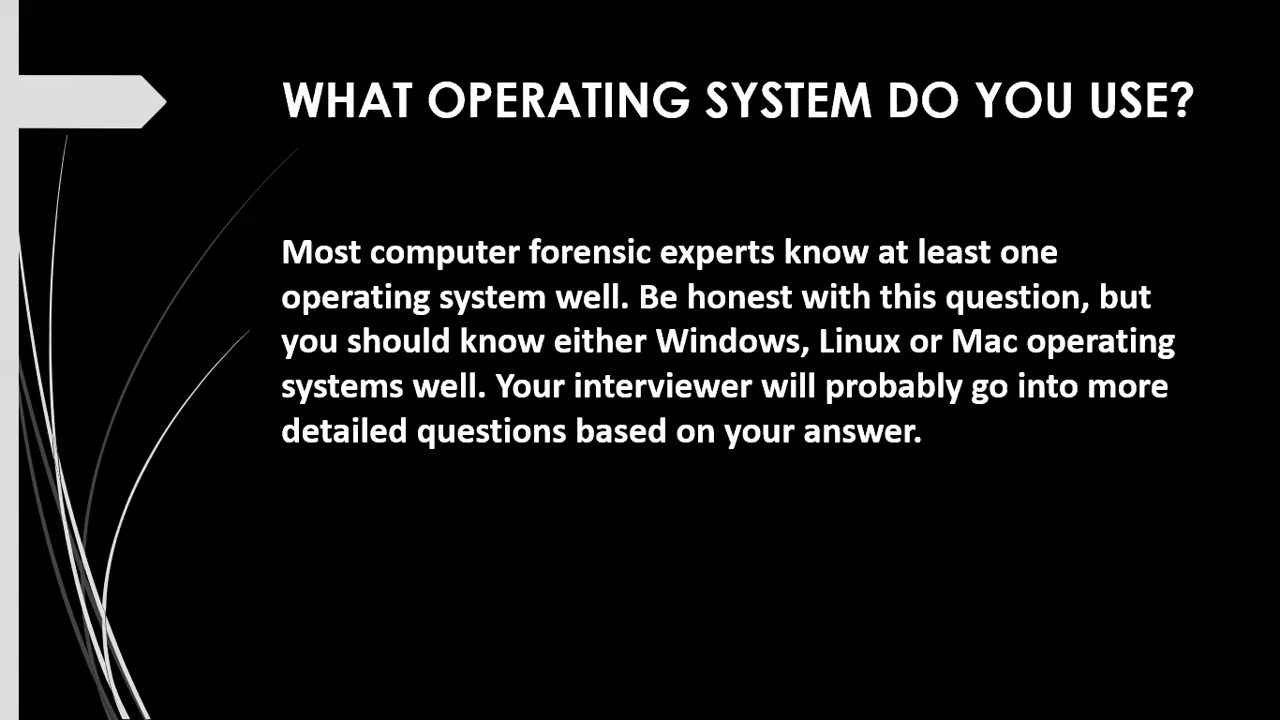 WHAT OPERATING SYSTEM DO YOU USE?
Most computer forensic experts know at least one
operating system well. Be honest with this question, but
you should know either Windows, Linux or Mac operating
systems well. Your interviewer will probably go into more
detailed questions based on your answer.